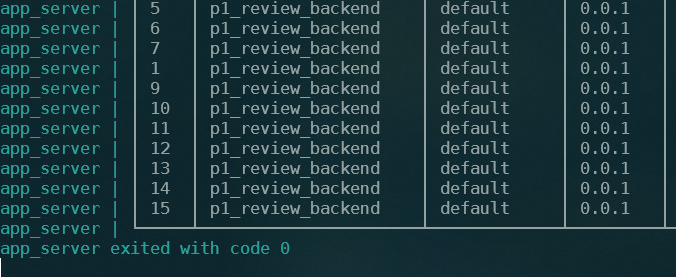 app_server | │ 5 │ p1_review_backend │ default │ 0.0.1 │
app_server | │ 6 │ p1_review_backend │ default │ 0.0.1 │
app_server | │ 7 │ p1_review_backend │ default │ 0.0.1 │
app_server | │ 1 │ p1_review_backend │ default │ 0.0.1 │
app_server | │ 9 │ p1_review_backend │ default │ 0.0.1 │
app_server | │ 10 │ p1_review_backend │ default │ 0.0.1 │
app_server | │ 11 │ p1_review_backend │ default │ 0.0.1 │
app_server | │ 12 │ p1_review_backend │ default │ 0.0.1 │
app_server | │ 13 │ p1_review_backend │ default │ 0.0.1 │
app_server | │ 14 │ p1_review_backend │ default │ 0.0.1 │
app_server | │ 15 │ p1_review_backend │ default │ 0.0.1 │
app_server |
app_server exited with code 0